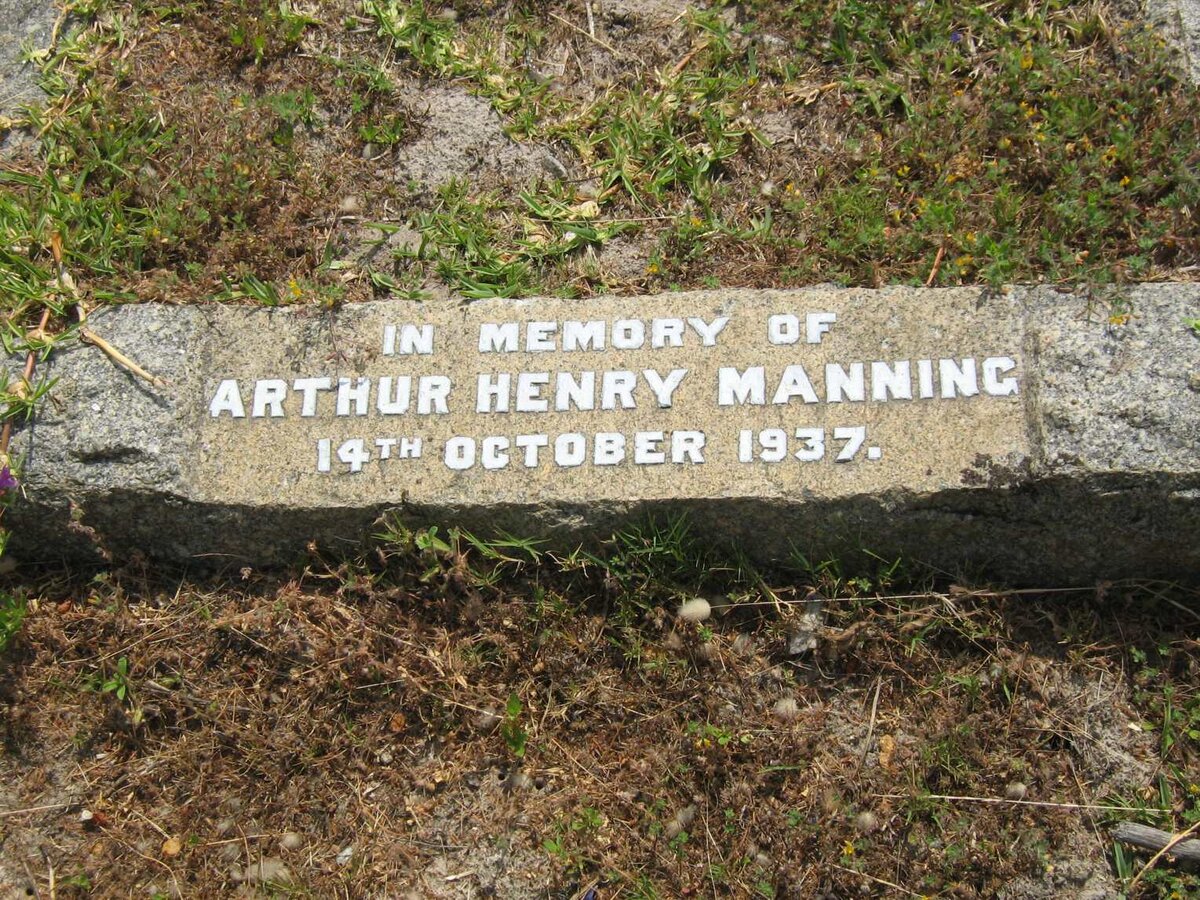 IN MEMORY OF
ARTHUR HENRY MANNING
14TH OCTOBER 1937.